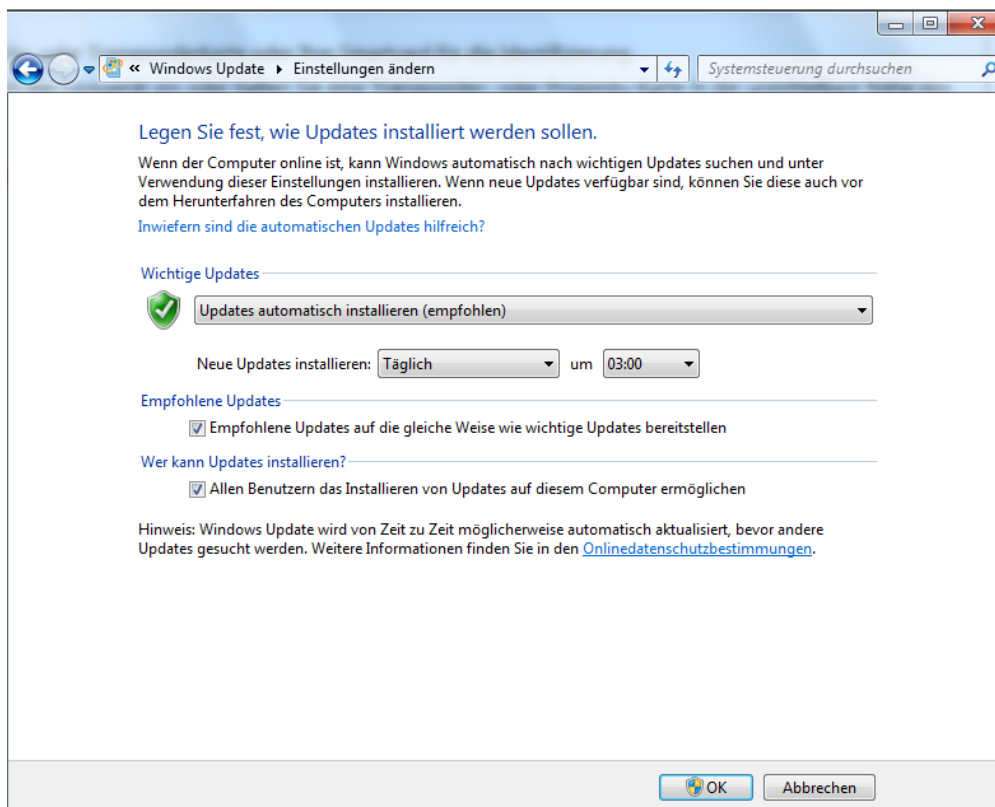 « Windows Update ▸ Einstellungen ändern
Systemsteuerung durchsuchen
Legen Sie fest, wie Updates installiert werden sollen.
Wenn der Computer online ist, kann Windows automatisch nach wichtigen Updates suchen und unter
Verwendung dieser Einstellungen installieren. Wenn neue Updates verfügbar sind, können Sie diese auch vor
dem Herunterfahren des Computers installieren.
Inwiefern sind die automatischen Updates hilfreich?
Wichtige Updates
Updates automatisch installieren (empfohlen)
Neue Updates installieren: Täglich um 03:00
Empfohlene Updates
Empfohlene Updates auf die gleiche Weise wie wichtige Updates bereitstellen
Wer kann Updates installieren?
Allen Benutzern das Installieren von Updates auf diesem Computer ermöglichen
Hinweis: Windows Update wird von Zeit zu Zeit möglicherweise automatisch aktualisiert, bevor andere
Updates gesucht werden. Weitere Informationen finden Sie in den Onlinedatenschutzbestimmungen.
OK Abbrechen